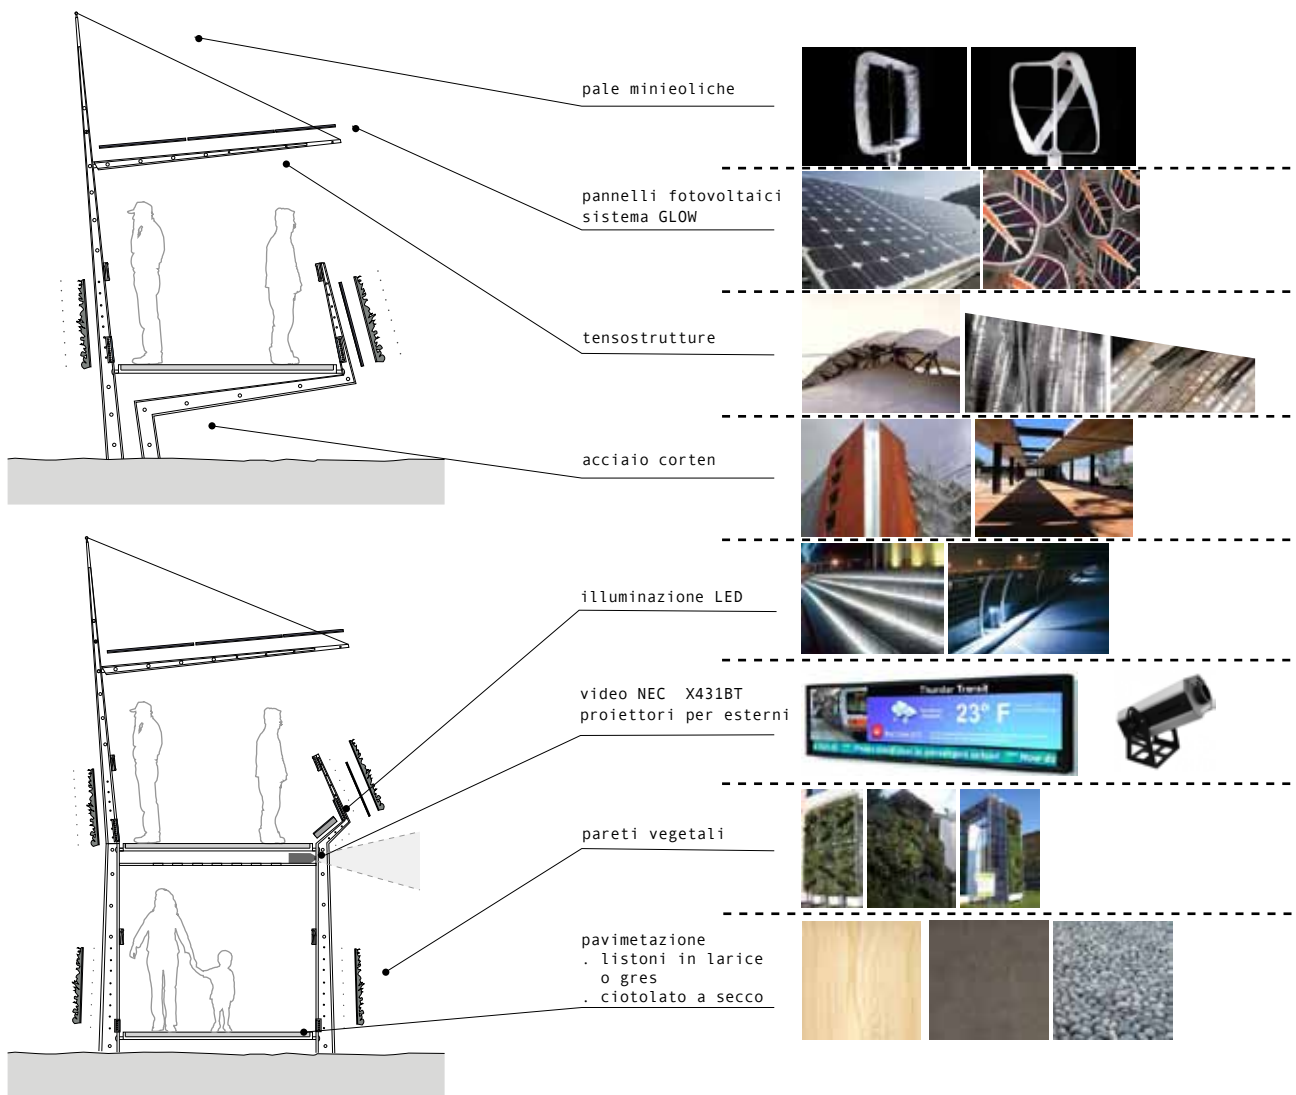 pale minieoliche
pannelli fotovoltaici
sistema GLOW
tensostrutture
acciaio corten
illuminazione LED
video NEC X431BT
proiettori per esterni
Thunder Transit
23° F
pareti vegetali
pavimetazione
. listoni in larice
o gres
. ciotolato a secco